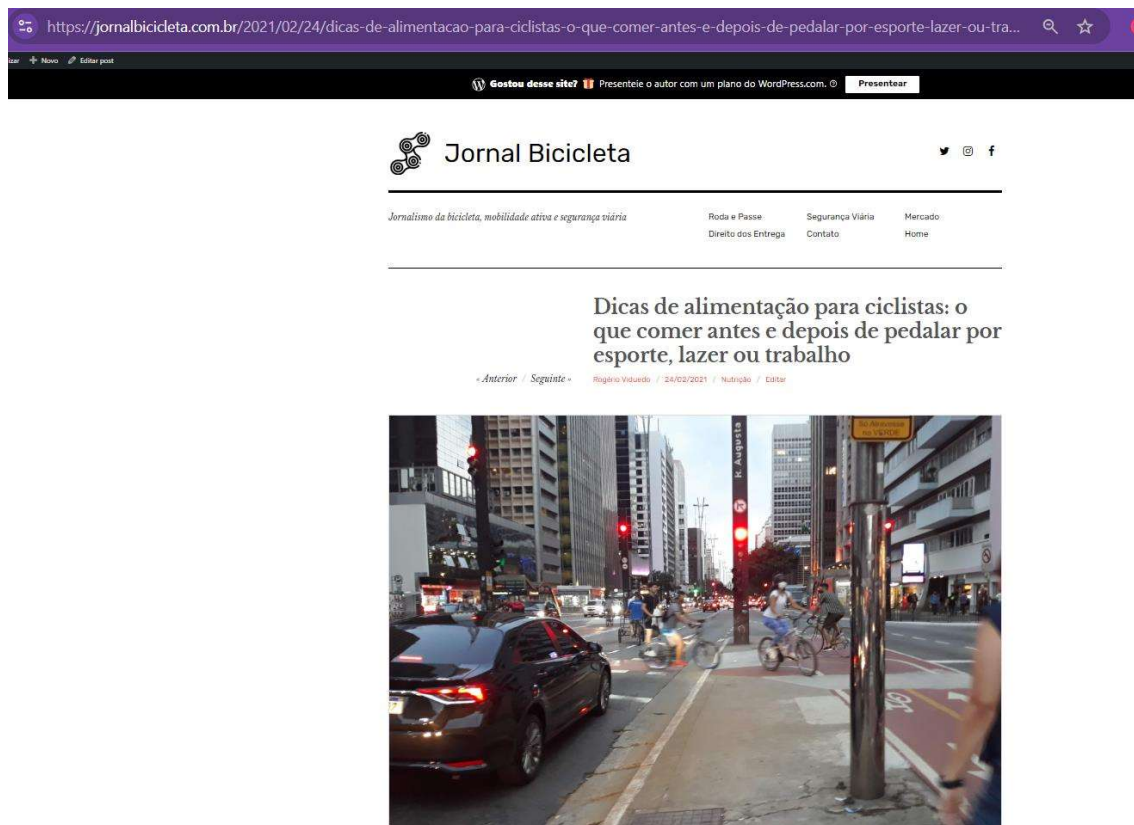 https://jornalbicicleta.com.br/2021/02/24/dicas-de-alimentacao-para-ciclistas-o-que-comer-antes-e-depois-de-pedalar-por-esporte-lazer-ou-tra...
Novo Editar post
Gostou desse site? Presenteie o autor com um plano do WordPress.com. Presentear
Jornal Bicicleta
Jornalismo da bicicleta, mobilidade ativa e segurança viária
Roda e Passe Segurança Viária Mercado
Direito dos Entrega Contato Home
Dicas de alimentação para ciclistas: o
que comer antes e depois de pedalar por
esporte, lazer ou trabalho
« Anterior / Seguinte »
Rogério Viduedo / 24/02/2021 / Nutrição / Editar
Só Atravesse
no VERDE
R. Augusta